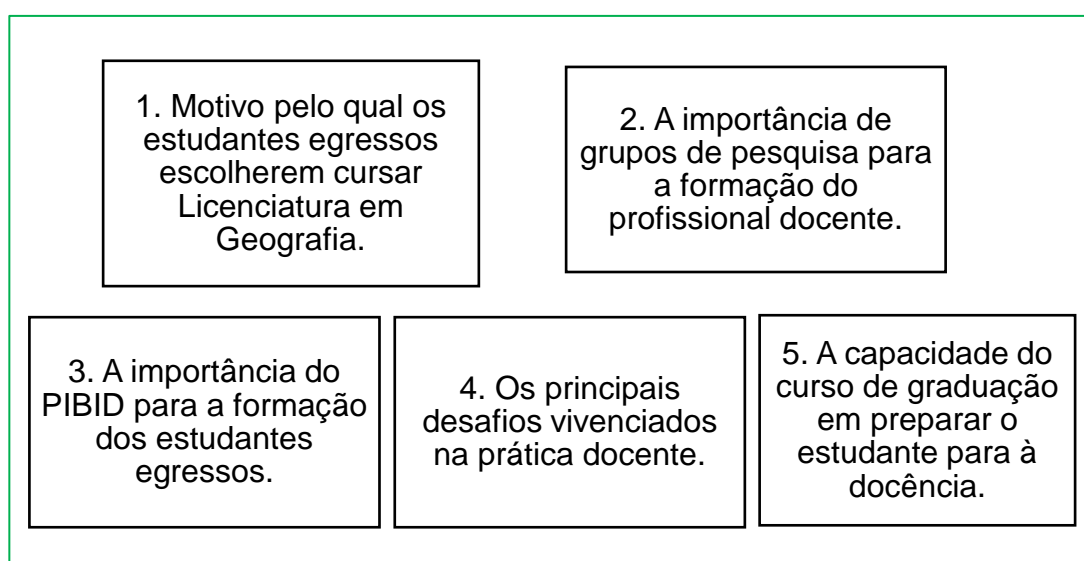 1. Motivo pelo qual os
estudantes egressos
escolherem cursar
Licenciatura em
Geografia.
2. A importância de
grupos de pesquisa para
a formação do
profissional docente.
3. A importância do
PIBID para a formação
dos estudantes
egressos.
4. Os principais
desafios vivenciados
na prática docente.
5. A capacidade do
curso de graduação
em preparar o
estudante para à
docência.